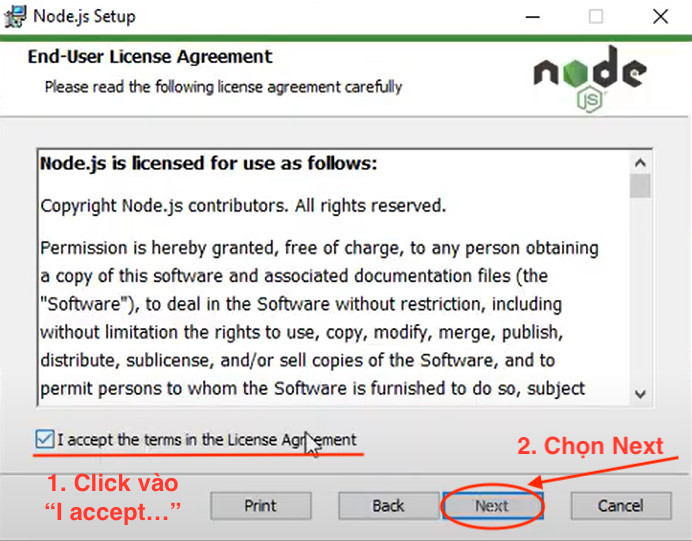 Node.js Setup
End-User License Agreement
Please read the following license agreement carefully
node
JS
Node.js is licensed for use as follows:
Copyright Node.js contributors. All rights reserved.
Permission is hereby granted, free of charge, to any person obtaining
a copy of this software and associated documentation files (the
"Software"), to deal in the Software without restriction, including
without limitation the rights to use, copy, modify, merge, publish,
distribute, sublicense, and/or sell copies of the Software, and to
permit persons to whom the Software is furnished to do so, subject
I accept the terms in the License Agreement
1. Click vào
“I accept...”
2. Chọn Next
Print
Back
Next
Cancel